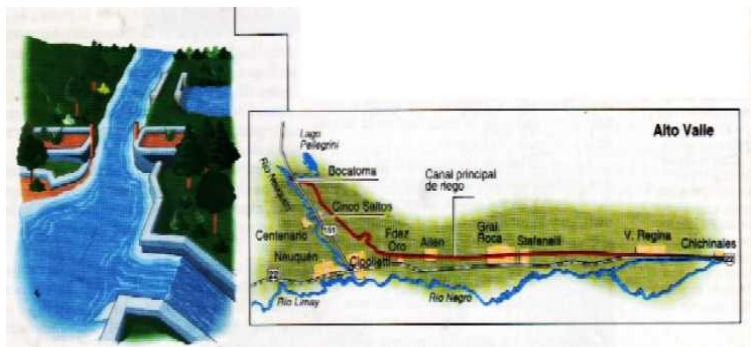 Alto Valle
Lago
Pellegrini
Bocatoma
Río Neuquén
Canal principal
de riego
Cinco Saltos
151
Centenario
Fdez
Oro
Allen
Gral.
Roca
Stefenelli
V. Regina
Chichinales
Neuquén
Cipolletti
22
22
Río Limay
Río Negro